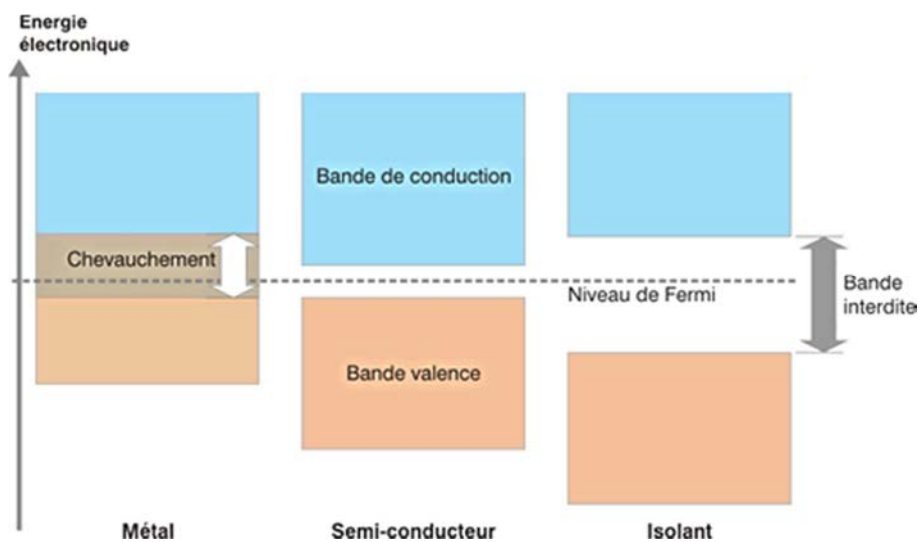 Energie
électronique
Bande de conduction
Chevauchement
Niveau de Fermi
Bande
interdite
Bande valence
Métal
Semi-conducteur
Isolant